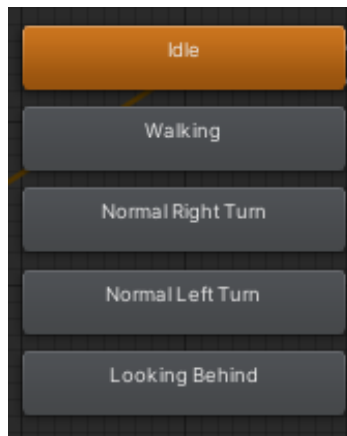 Idle
Walking
Normal Right Turn
Normal Left Turn
Looking Behind